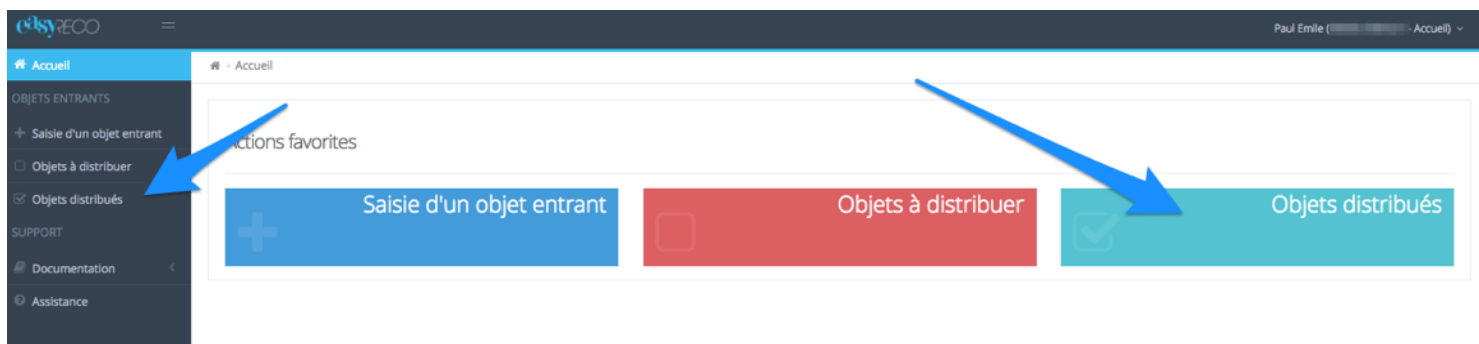 easyRECO
Paul Emile ( - Accueil)
Accueil
Accueil
OBJETS ENTRANTS
Saisie d'un objet entrant
Objets à distribuer
Objets distribués
SUPPORT
Documentation
Assistance
Actions favorites
Saisie d'un objet entrant
Objets à distribuer
Objets distribués